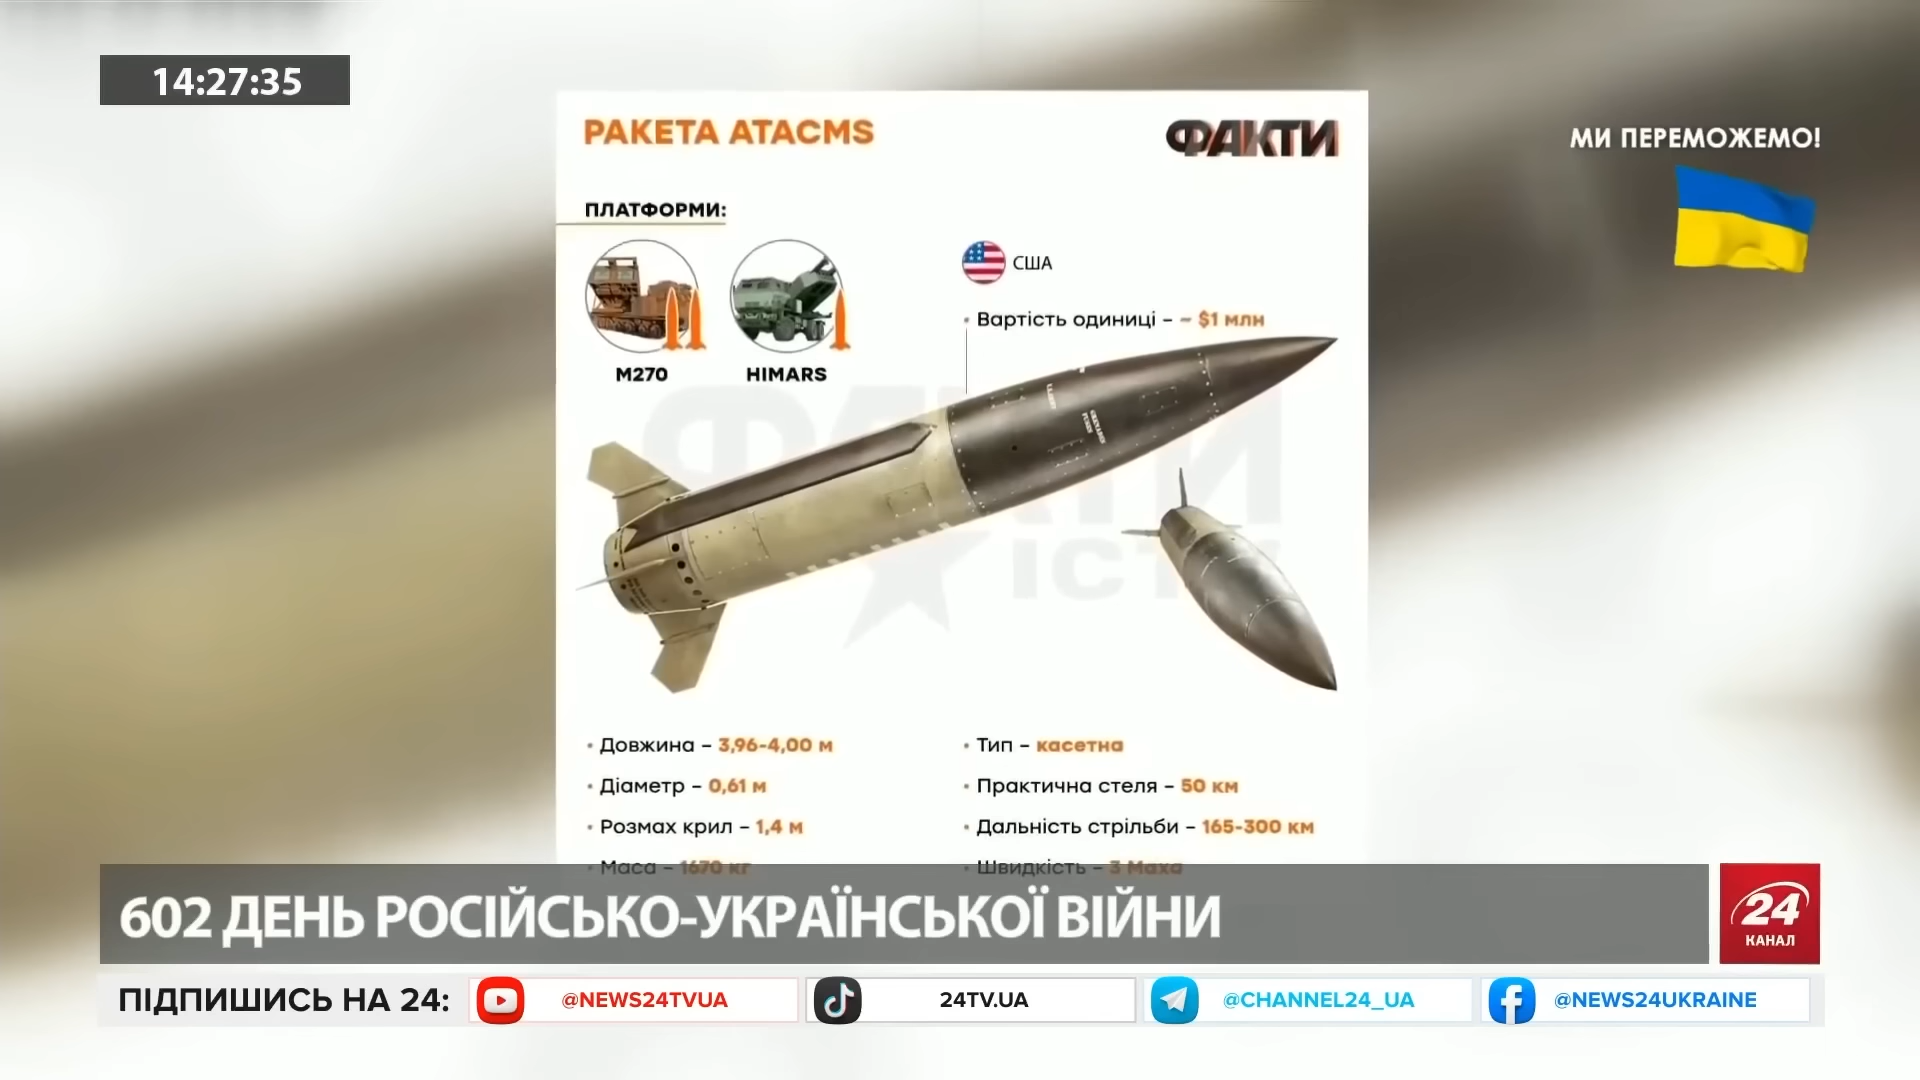 14:27:35
МИ ПЕРЕМОЖЕМО!
РАКЕТА ATACMS
ФАКТИ
ПЛАТФОРМИ:
M270
HIMARS
США
• Вартість одиниці – ~ $1 млн
ФАКТИ
ІСТV
• Довжина – 3,96-4,00 м
• Діаметр – 0,61 м
• Розмах крил – 1,4 м
• Маса – 1670 кг
• Тип – касетна
• Практична стеля – 50 км
• Дальність стрільби – 165-300 км
• Швидкість – 3 Маха
602 ДЕНЬ РОСІЙСЬКО-УКРАЇНСЬКОЇ ВІЙНИ
24
КАНАЛ
ПІДПИШИСЬ НА 24:
@NEWS24TVUA
24TV.UA
@CHANNEL24_UA
@NEWS24UKRAINE